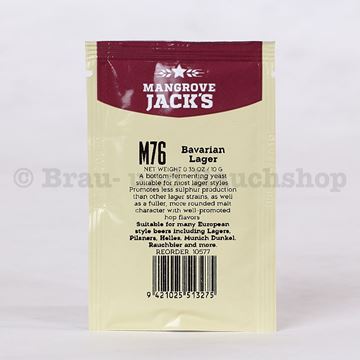 MANGROVE
JACK'S
M76 Bavarian
Lager
NET WEIGHT 0.35 OZ / 10 G
A bottom-fermenting yeast
suitable for most lager styles
Promotes less sulphur production
than other lager strains, as well
as a fuller, more rounded malt
character with well-promoted
hop flavors
Suitable for many European
style beers including Lagers,
Pilsners, Helles, Munich Dunkel,
Rauchbier and more.
REORDER 10577
9 421025 513275
© Brau- und Rauchshop